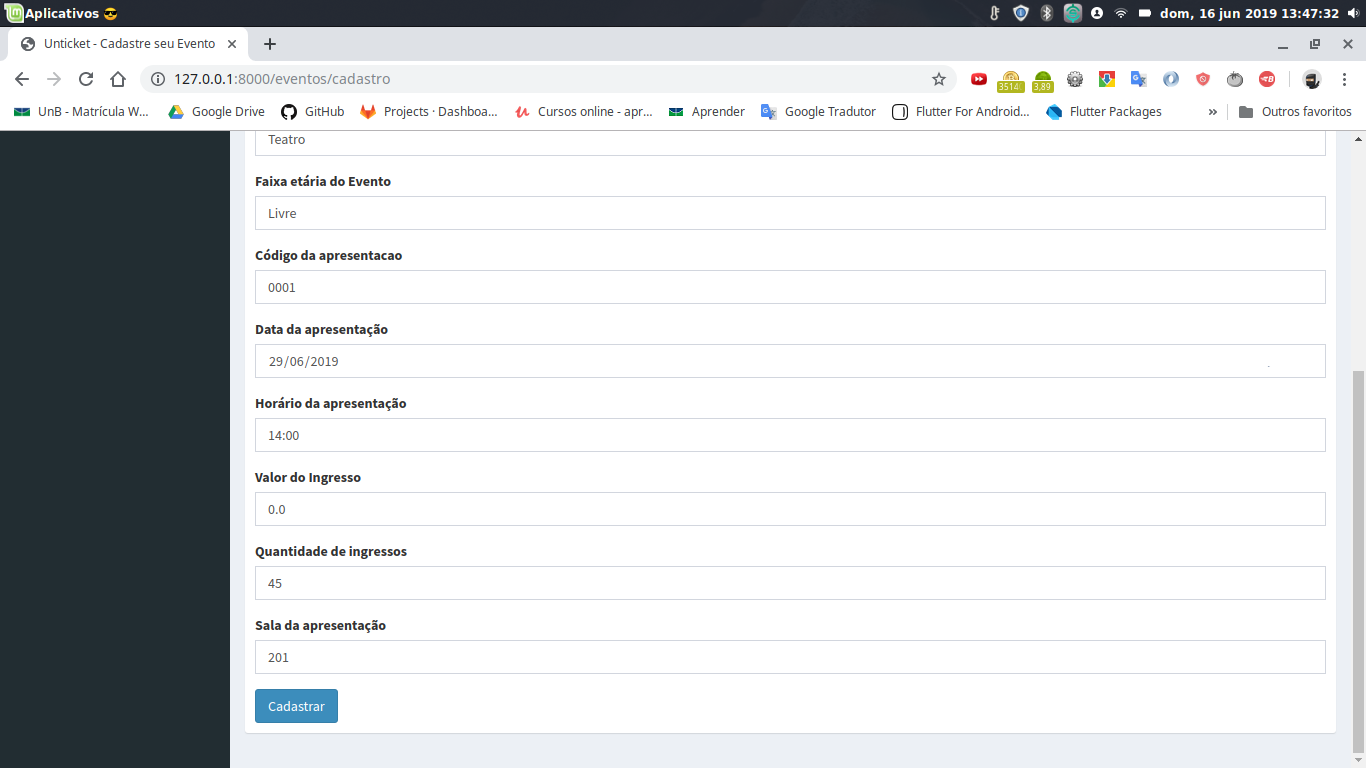 Aplicativos 😎
dom, 16 jun 2019 13:47:32
Unticket - Cadastre seu Evento
127.0.0.1:8000/eventos/cadastro
3514
3,89
UnB - Matrícula W...
Google Drive
GitHub
Projects · Dashboa...
Cursos online - apr...
Aprender
Google Tradutor
Flutter For Android...
Flutter Packages
»
Outros favoritos
Teatro
Faixa etária do Evento
Livre
Código da apresentacao
0001
Data da apresentação
29/06/2019
Horário da apresentação
14:00
Valor do Ingresso
0.0
Quantidade de ingressos
45
Sala da apresentação
201
Cadastrar